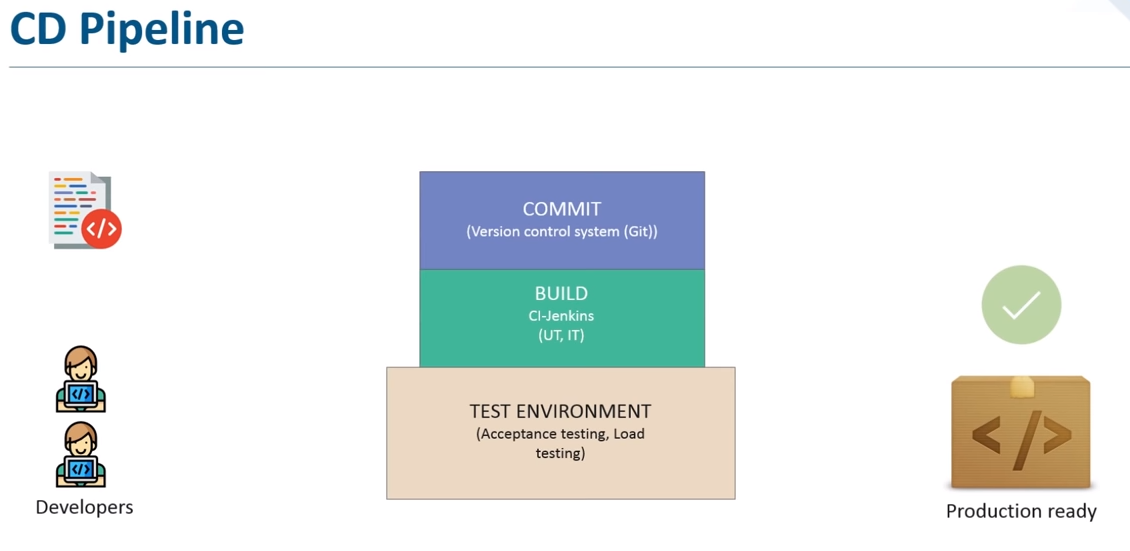 CD Pipeline
COMMIT
(Version control system (Git))
BUILD
CI-Jenkins
(UT, IT)
TEST ENVIRONMENT
(Acceptance testing, Load
testing)
</>
</>
</>
Developers
</>
Production ready